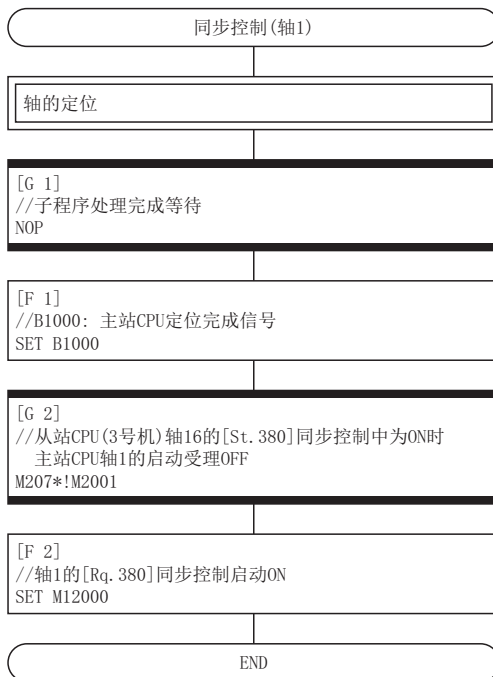 同步控制(轴1)
轴的定位
[G 1]
//子程序处理完成等待
NOP
[F 1]
//B1000: 主站CPU定位完成信号
SET B1000
[G 2]
//从站CPU(3号机)轴16的[St.380]同步控制中为ON时
主站CPU轴1的启动受理OFF
M207*!M2001
[F 2]
//轴1的[Rq.380]同步控制启动ON
SET M12000
END